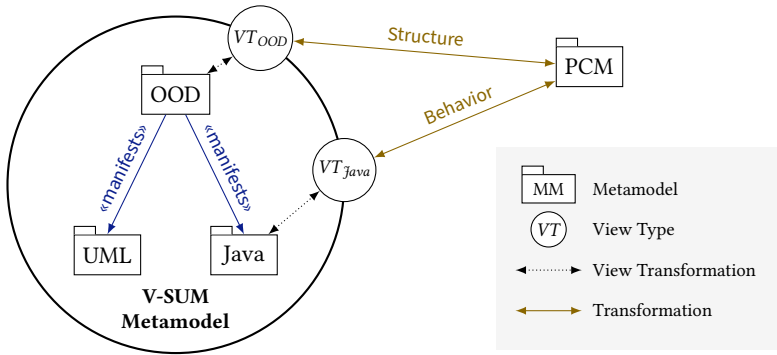 VT_OOD
Structure
PCM
OOD
Behavior
«manifests»
«manifests»
VT_Java
UML
Java
V-SUM
Metamodel
MM Metamodel
VT View Type
View Transformation
Transformation